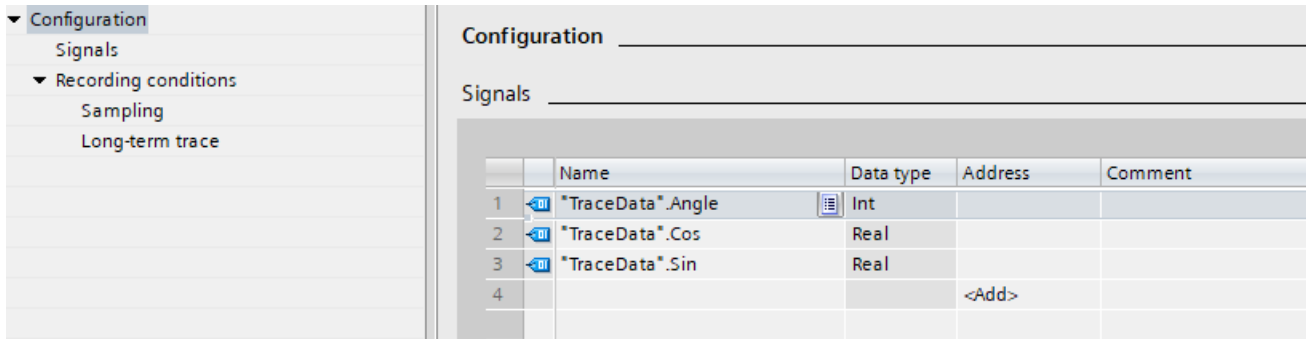 Configuration
Signals
Recording conditions
Sampling
Long-term trace
Configuration
Signals
Name Data type Address Comment
1 "TraceData".Angle Int
2 "TraceData".Cos Real
3 "TraceData".Sin Real
4 <Add>